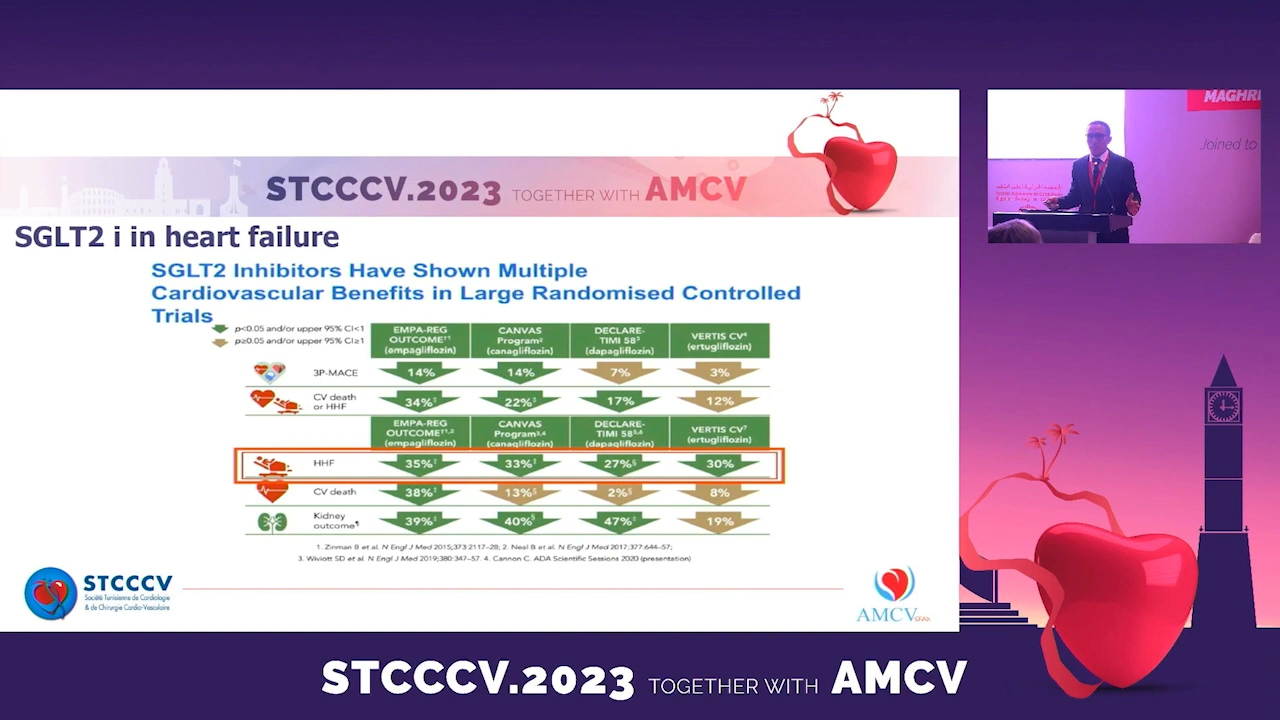 MAGHRE
Joined to
STCCCV.2023 TOGETHER WITH AMCV
SGLT2 i in heart failure
SGLT2 Inhibitors Have Shown Multiple
Cardiovascular Benefits in Large Randomised Controlled
Trials
p<0.05 and/or upper 95% CI<1
p≥0.05 and/or upper 95% CI≥1
EMPA-REG OUTCOME†1 (empagliflozin)
CANVAS Program2 (canagliflozin)
DECLARE-TIMI 583 (dapagliflozin)
VERTIS CV4 (ertugliflozin)
3P-MACE 14% 14% 7% 3%
CV death or HHF 34%‡ 22%‡ 17% 12%
EMPA-REG OUTCOME†1,2 (empagliflozin)
CANVAS Program3,4 (canagliflozin)
DECLARE-TIMI 585,6 (dapagliflozin)
VERTIS CV7 (ertugliflozin)
HHF 35%‡ 33%‡ 27%§ 30%
CV death 38%‡ 13%§ 2%§ 8%
Kidney outcome¶ 39%‡ 40%§ 47%‡ 19%
1. Zinman B et al. N Engl J Med 2015;373:2117–28; 2. Neal B et al. N Engl J Med 2017;377:644–57;
3. Wiviott SD et al. N Engl J Med 2019;380:347–57. 4. Cannon C. ADA Scientific Sessions 2020 (presentation)
STCCCV
Société Tunisienne de Cardiologie
& de Chirurgie Cardio-Vasculaire
AMCV
STCCCV.2023 TOGETHER WITH AMCV